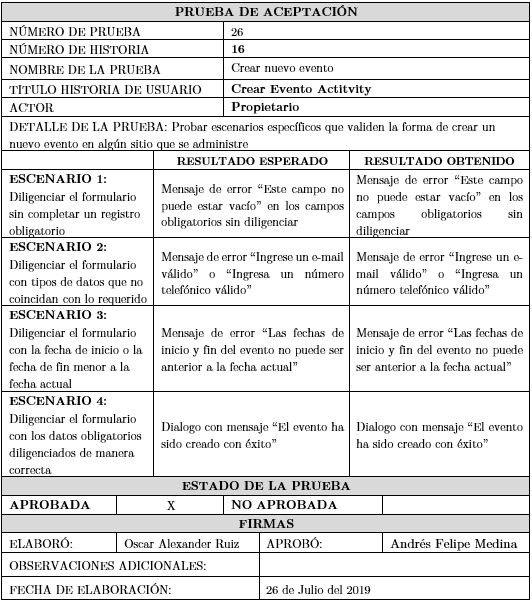 PRUEBA DE ACEPTACIÓN
NÚMERO DE PRUEBA 26
NÚMERO DE HISTORIA 16
NOMBRE DE LA PRUEBA Crear nuevo evento
TÍTULO HISTORIA DE USUARIO Crear Evento Actitvity
ACTOR Propietario
DETALLE DE LA PRUEBA: Probar escenarios específicos que validen la forma de crear un
nuevo evento en algún sitio que se administre
RESULTADO ESPERADO RESULTADO OBTENIDO
ESCENARIO 1:
Diligenciar el formulario
sin completar un registro
obligatorio
Mensaje de error “Este campo no
puede estar vacío” en los campos
obligatorios sin diligenciar
Mensaje de error “Este campo
no puede estar vacío” en los
campos obligatorios sin
diligenciar
ESCENARIO 2:
Diligenciar el formulario
con tipos de datos que no
coincidan con lo requerido
Mensaje de error “Ingrese un e-mail
válido” o “Ingresa un número
telefónico válido”
Mensaje de error “Ingrese un e-
mail válido” o “Ingresa un
número telefónico válido”
ESCENARIO 3:
Diligenciar el formulario
con la fecha de inicio o la
fecha de fin menor a la
fecha actual
Mensaje de error “Las fechas de
inicio y fin del evento no puede ser
anterior a la fecha actual”
Mensaje de error “Las fechas de
inicio y fin del evento no puede
ser anterior a la fecha actual”
ESCENARIO 4:
Diligenciar el formulario
con los datos obligatorios
diligenciados de manera
correcta
Dialogo con mensaje “El evento ha
sido creado con éxito”
Dialogo con mensaje “El evento
ha sido creado con éxito”
ESTADO DE LA PRUEBA
APROBADA X NO APROBADA
FIRMAS
ELABORÓ: Oscar Alexander Ruiz APROBÓ: Andrés Felipe Medina
OBSERVACIONES ADICIONALES:
FECHA DE ELABORACIÓN: 26 de Julio del 2019